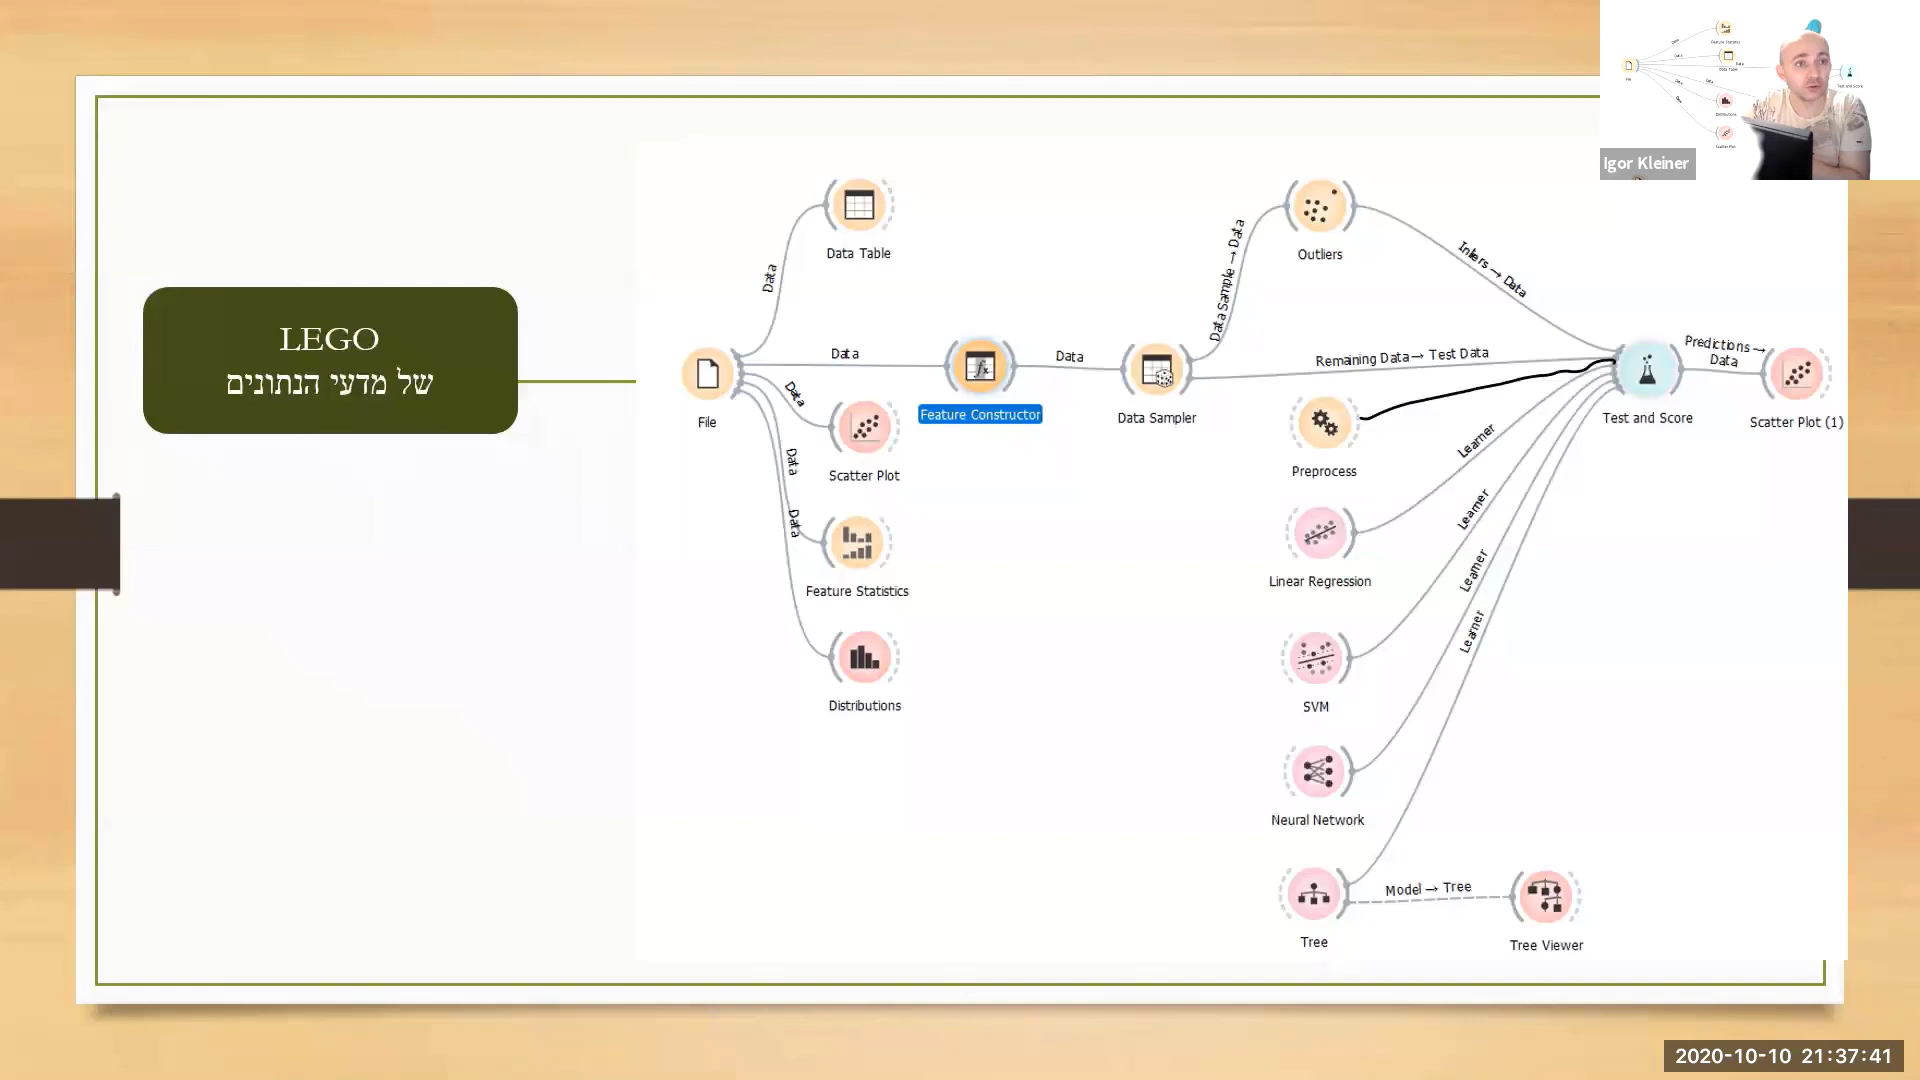 Igor Kleiner
LEGO
של מדעי הנתונים
Data Table
Data
File
Data
Feature Constructor
Data
Data Sampler
Data
Scatter Plot
Data
Feature Statistics
Data
Distributions
Data Sample → Data
Outliers
Inliers → Data
Remaining Data → Test Data
Preprocess
Learner
Linear Regression
Learner
SVM
Learner
Neural Network
Learner
Tree
Model → Tree
Tree Viewer
Test and Score
Predictions →
Data
Scatter Plot (1)
2020-10-10 21:37:41